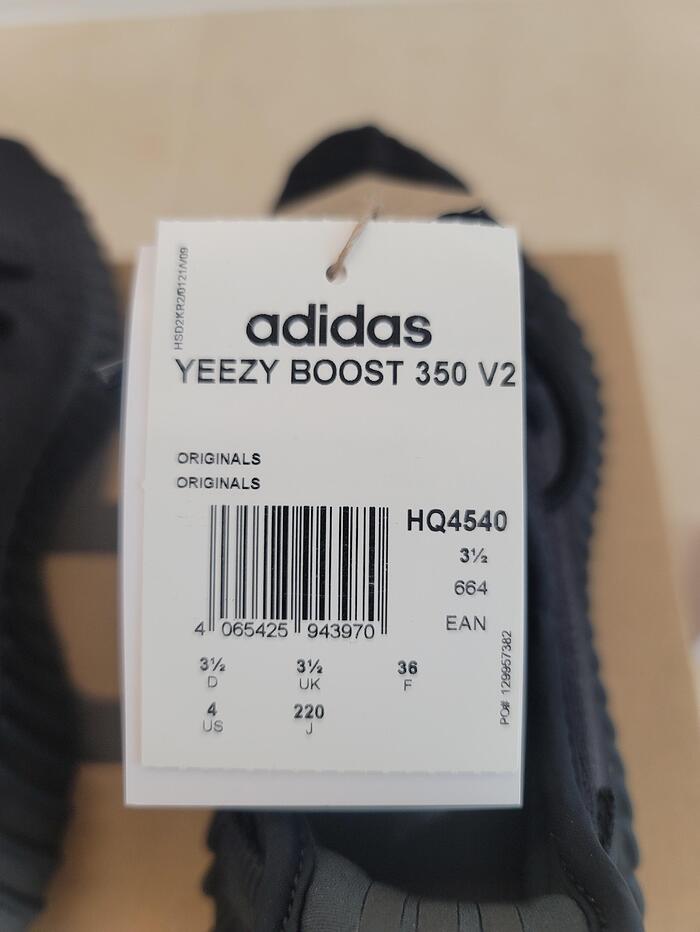 HSD2KR2/0121A/09
adidas
YEEZY BOOST 350 V2
ORIGINALS
ORIGINALS
HQ4540
3½
664
EAN
4 065425 943970
3½ 3½ 36
D UK F
4 220
US J
PO# 129957382